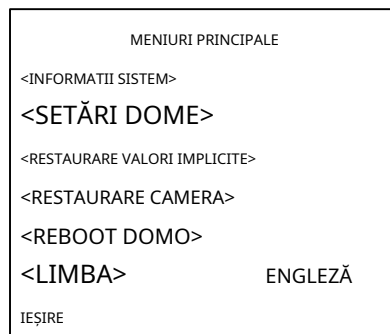 MENIURI PRINCIPALE
<INFORMATII SISTEM>
<SETĂRI DOME>
<RESTAURARE VALORI IMPLICITE>
<RESTAURARE CAMERA>
<REBOOT DOMO>
<LIMBA> ENGLEZĂ
IEȘIRE